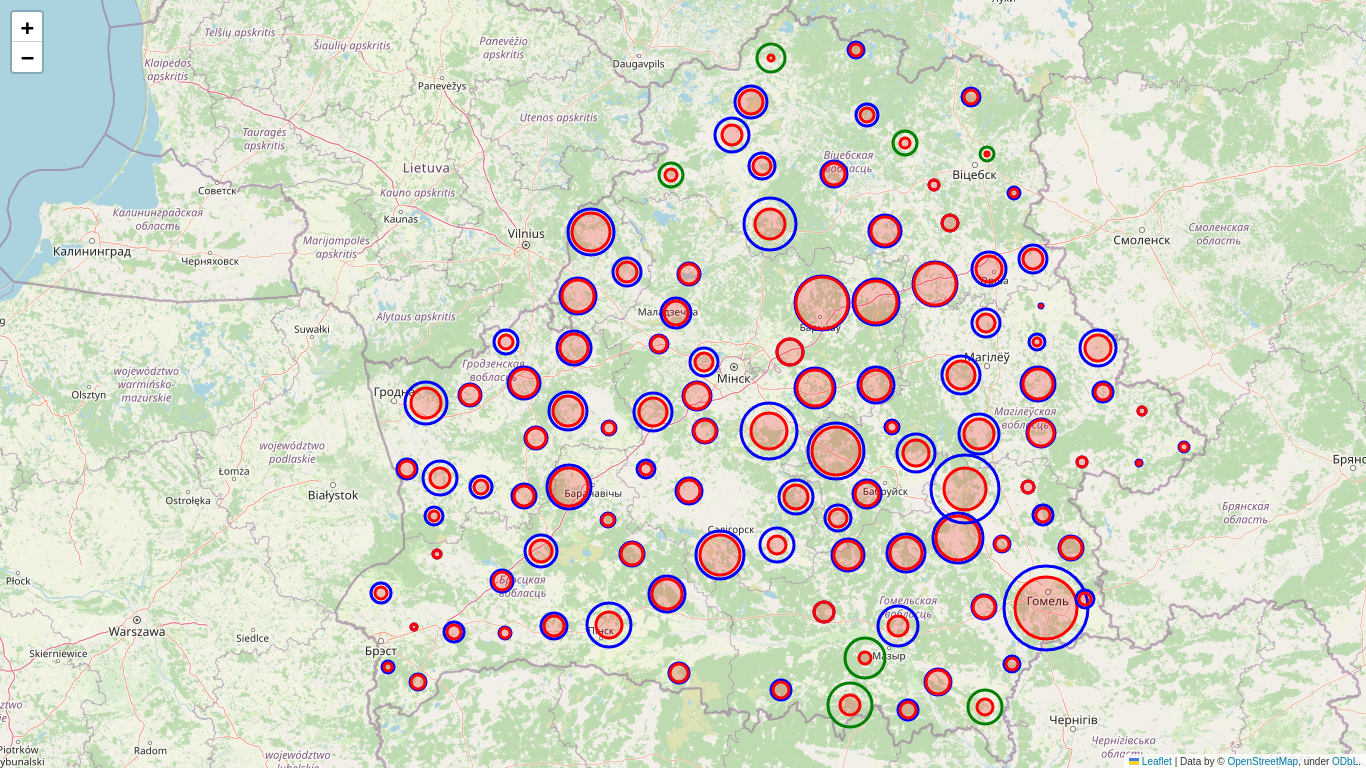 +
−
Луки
Telšių apskritis
Šiaulių apskritis
Panevėžio
apskritis
Daugavpils
Klaipėdos
apskritis
Panevėžys
Utenos apskritis
Tauragės
apskritis
Lietuva
Віцебская
вобласць
Віцебск
Советск
Kauno apskritis
Калининградская
область
Kaunas
Vilnius
Смоленск
Смоленская
область
Калининград
Marijampolės
apskritis
Черняховск
Орша
Suwałki
Alytaus apskritis
Маладзечна
Барысаў
Магілёў
Гродзенская
вобласць
Мінск
województwo
warmińsko-
mazurskie
Olsztyn
Гродна
Магілёўская
вобласць
województwo
podlaskie
Łomża
Брянск
Ostrołęka
Białystok
Баранавічы
Бабруйск
Брянская
область
Салігорск
Płock
Брэсцкая
вобласць
Гомель
Гомельская
вобласць
Warszawa
Siedlce
Пінск
Skierniewice
Брэст
Мазыр
województwo
Radom
Piotrków
Trybunalski
województwo
lubelskie
Чернігів
Чернігівська
область
Leaflet | Data by © OpenStreetMap, under ODbL.